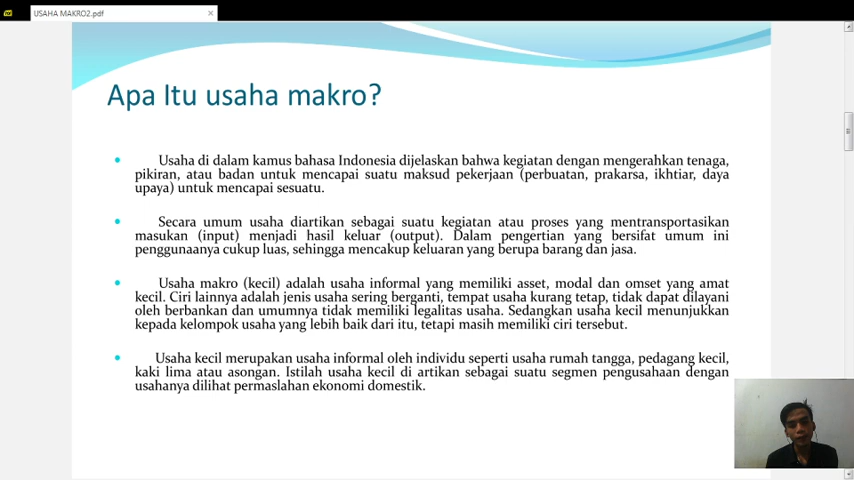 USAHA MAKRO2.pdf
Apa Itu usaha makro?
Usaha di dalam kamus bahasa Indonesia dijelaskan bahwa kegiatan dengan mengerahkan tenaga,
pikiran, atau badan untuk mencapai suatu maksud pekerjaan (perbuatan, prakarsa, ikhtiar, daya
upaya) untuk mencapai sesuatu.
Secara umum usaha diartikan sebagai suatu kegiatan atau proses yang mentransportasikan
masukan (input) menjadi hasil keluar (output). Dalam pengertian yang bersifat umum ini
penggunaanya cukup luas, sehingga mencakup keluaran yang berupa barang dan jasa.
Usaha makro (kecil) adalah usaha informal yang memiliki asset, modal dan omset yang amat
kecil. Ciri lainnya adalah jenis usaha sering berganti, tempat usaha kurang tetap, tidak dapat dilayani
oleh berbankan dan umumnya tidak memiliki legalitas usaha. Sedangkan usaha kecil menunjukkan
kepada kelompok usaha yang lebih baik dari itu, tetapi masih memiliki ciri tersebut.
Usaha kecil merupakan usaha informal oleh individu seperti usaha rumah tangga, pedagang kecil,
kaki lima atau asongan. Istilah usaha kecil di artikan sebagai suatu segmen pengusahaan dengan
usahanya dilihat permaslahan ekonomi domestik.